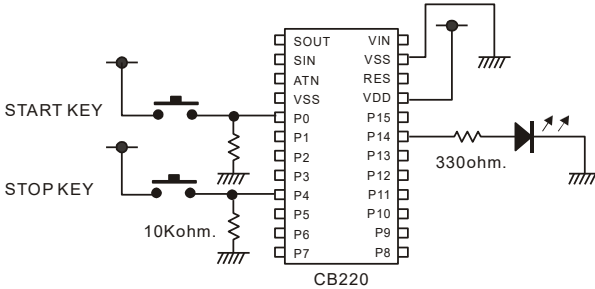 SOUT VIN
SIN VSS
ATN RES
VSS VDD
START KEY P0 P15
P1 P14
P2 P13
330ohm.
P3 P12
STOP KEY P4 P11
P5 P10
10Kohm. P6 P9
P7 P8
CB220